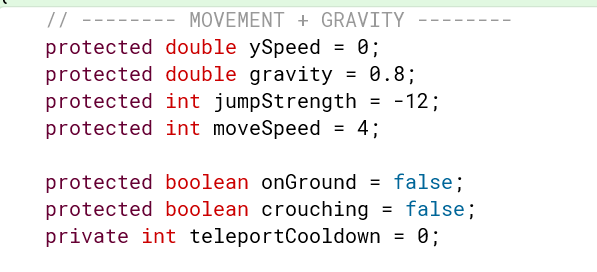 // -------- MOVEMENT + GRAVITY --------
protected double ySpeed = 0;
protected double gravity = 0.8;
protected int jumpStrength = -12;
protected int moveSpeed = 4;
protected boolean onGround = false;
protected boolean crouching = false;
private int teleportCooldown = 0;